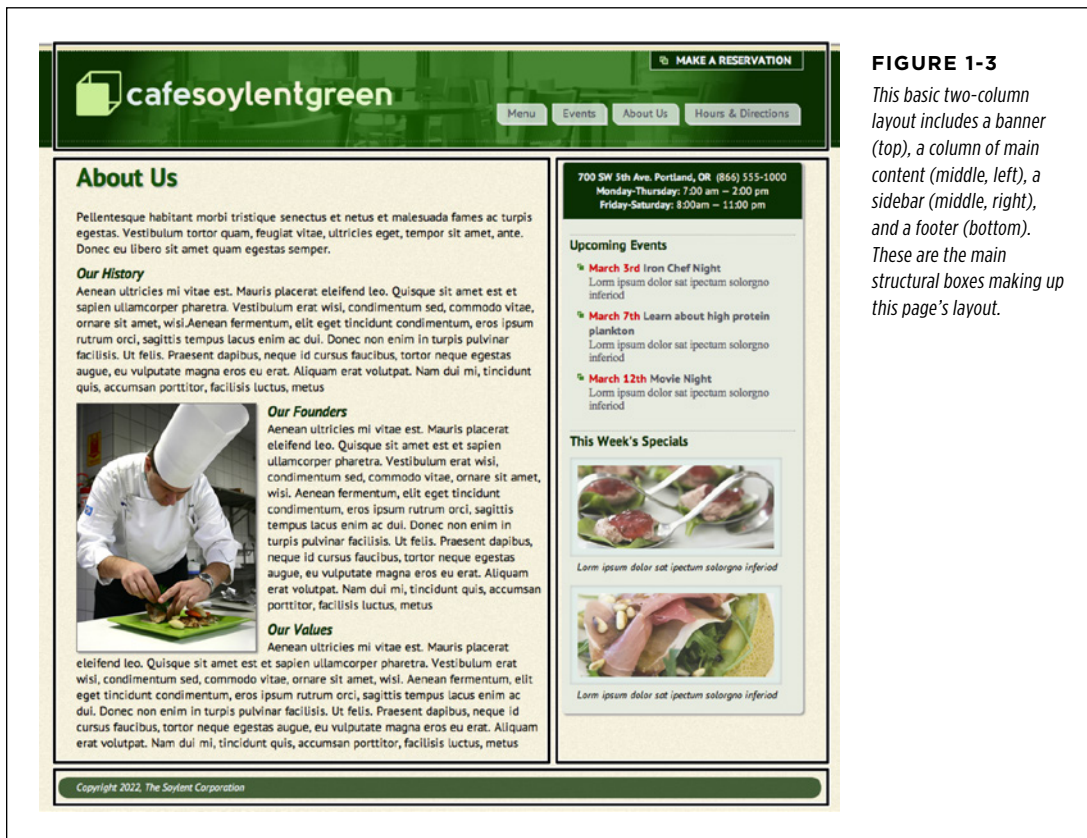 MAKE A RESERVATION
cafesoylentgreen
Menu Events About Us Hours & Directions
About Us
Pellentesque habitant morbi tristique senectus et netus et malesuada fames ac turpis
egestas. Vestibulum tortor quam, feugiat vitae, ultricies eget, tempor sit amet, ante.
Donec eu libero sit amet quam egestas semper.
Our History
Aenean ultricies mi vitae est. Mauris placerat eleifend leo. Quisque sit amet est et
sapien ullamcorper pharetra. Vestibulum erat wisi, condimentum sed, commodo vitae,
ornare sit amet, wisi.Aenean fermentum, elit eget tincidunt condimentum, eros ipsum
rutrum orci, sagittis tempus lacus enim ac dui. Donec non enim in turpis pulvinar
facilisis. Ut felis. Praesent dapibus, neque id cursus faucibus, tortor neque egestas
augue, eu vulputate magna eros eu erat. Aliquam erat volutpat. Nam dui mi, tincidunt
quis, accumsan porttitor, facilisis luctus, metus
Our Founders
Aenean ultricies mi vitae est. Mauris placerat
eleifend leo. Quisque sit amet est et sapien
ullamcorper pharetra. Vestibulum erat wisi,
condimentum sed, commodo vitae, ornare sit amet,
wisi. Aenean fermentum, elit eget tincidunt
condimentum, eros ipsum rutrum orci, sagittis
tempus lacus enim ac dui. Donec non enim in
turpis pulvinar facilisis. Ut felis. Praesent dapibus,
neque id cursus faucibus, tortor neque egestas
augue, eu vulputate magna eros eu erat. Aliquam
erat volutpat. Nam dui mi, tincidunt quis, accumsan
porttitor, facilisis luctus, metus
Our Values
Aenean ultricies mi vitae est. Mauris placerat
eleifend leo. Quisque sit amet est et sapien ullamcorper pharetra. Vestibulum erat
wisi, condimentum sed, commodo vitae, ornare sit amet, wisi. Aenean fermentum, elit
eget tincidunt condimentum, eros ipsum rutrum orci, sagittis tempus lacus enim ac
dui. Donec non enim in turpis pulvinar facilisis. Ut felis. Praesent dapibus, neque id
cursus faucibus, tortor neque egestas augue, eu vulputate magna eros eu erat. Aliquam
erat volutpat. Nam dui mi, tincidunt quis, accumsan porttitor, facilisis luctus, metus
700 SW 5th Ave. Portland, OR (866) 555-1000
Monday-Thursday: 7:00 am — 2:00 pm
Friday-Saturday: 8:00am — 11:00 pm
Upcoming Events
March 3rd Iron Chef Night
Lorm ipsum dolor sat ipectum solorgno
inferiod
March 7th Learn about high protein
plankton
Lorm ipsum dolor sat ipectum solorgno
inferiod
March 12th Movie Night
Lorm ipsum dolor sat ipectum solorgno
inferiod
This Week's Specials
Lorm ipsum dolor sat ipectum solorgno inferiod
Lorm ipsum dolor sat ipectum solorgno inferiod
Copyright 2022, The Soylent Corporation
FIGURE 1-3
This basic two-column
layout includes a banner
(top), a column of main
content (middle, left), a
sidebar (middle, right),
and a footer (bottom).
These are the main
structural boxes making up
this page's layout.